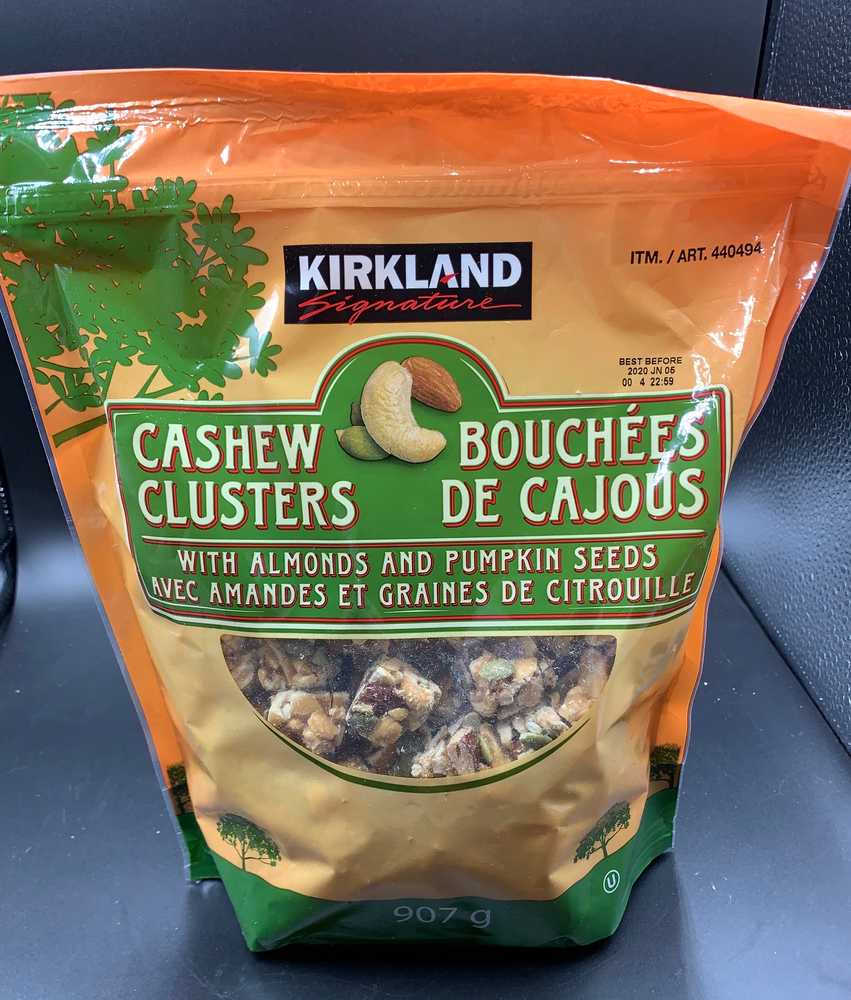 KIRKLAND
Signature
ITM. / ART. 440494
BEST BEFORE
2020 JN 06
00 4 22:59
CASHEW
CLUSTERS
BOUCHÉES
DE CAJOUS
WITH ALMONDS AND PUMPKIN SEEDS
AVEC AMANDES ET GRAINES DE CITROUILLE
U
907 g